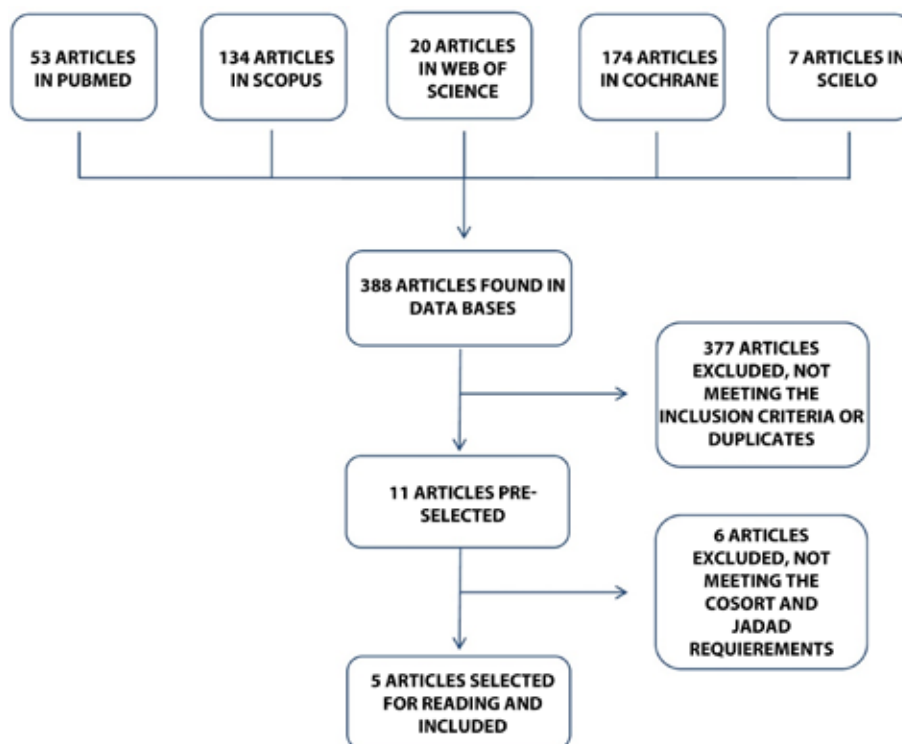 53 ARTICLES
IN PUBMED
134 ARTICLES
IN SCOPUS
20 ARTICLES
IN WEB OF
SCIENCE
174 ARTICLES
IN COCHRANE
7 ARTICLES IN
SCIELO
388 ARTICLES FOUND IN
DATA BASES
377 ARTICLES
EXCLUDED, NOT
MEETING THE
INCLUSION CRITERIA OR
DUPLICATES
11 ARTICLES PRE-
SELECTED
6 ARTICLES
EXCLUDED, NOT
MEETING THE
COSORT AND
JADAD
REQUIEREMENTS
5 ARTICLES SELECTED
FOR READING AND
INCLUDED